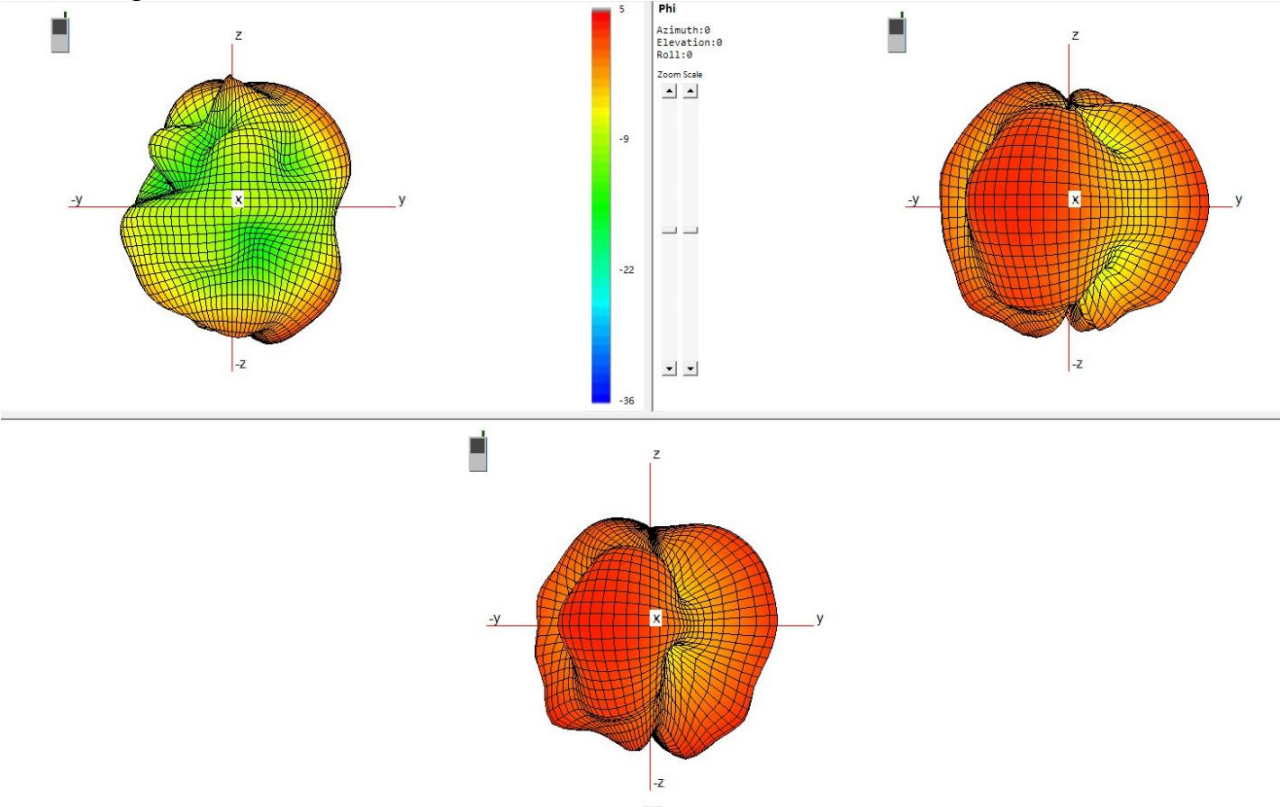 z
-y
x
y
-z
5
-9
-22
-36
Phi
Azimuth:0
Elevation:0
Roll:0
Zoom Scale
z
-y
x
y
-z
z
-y
x
y
-z